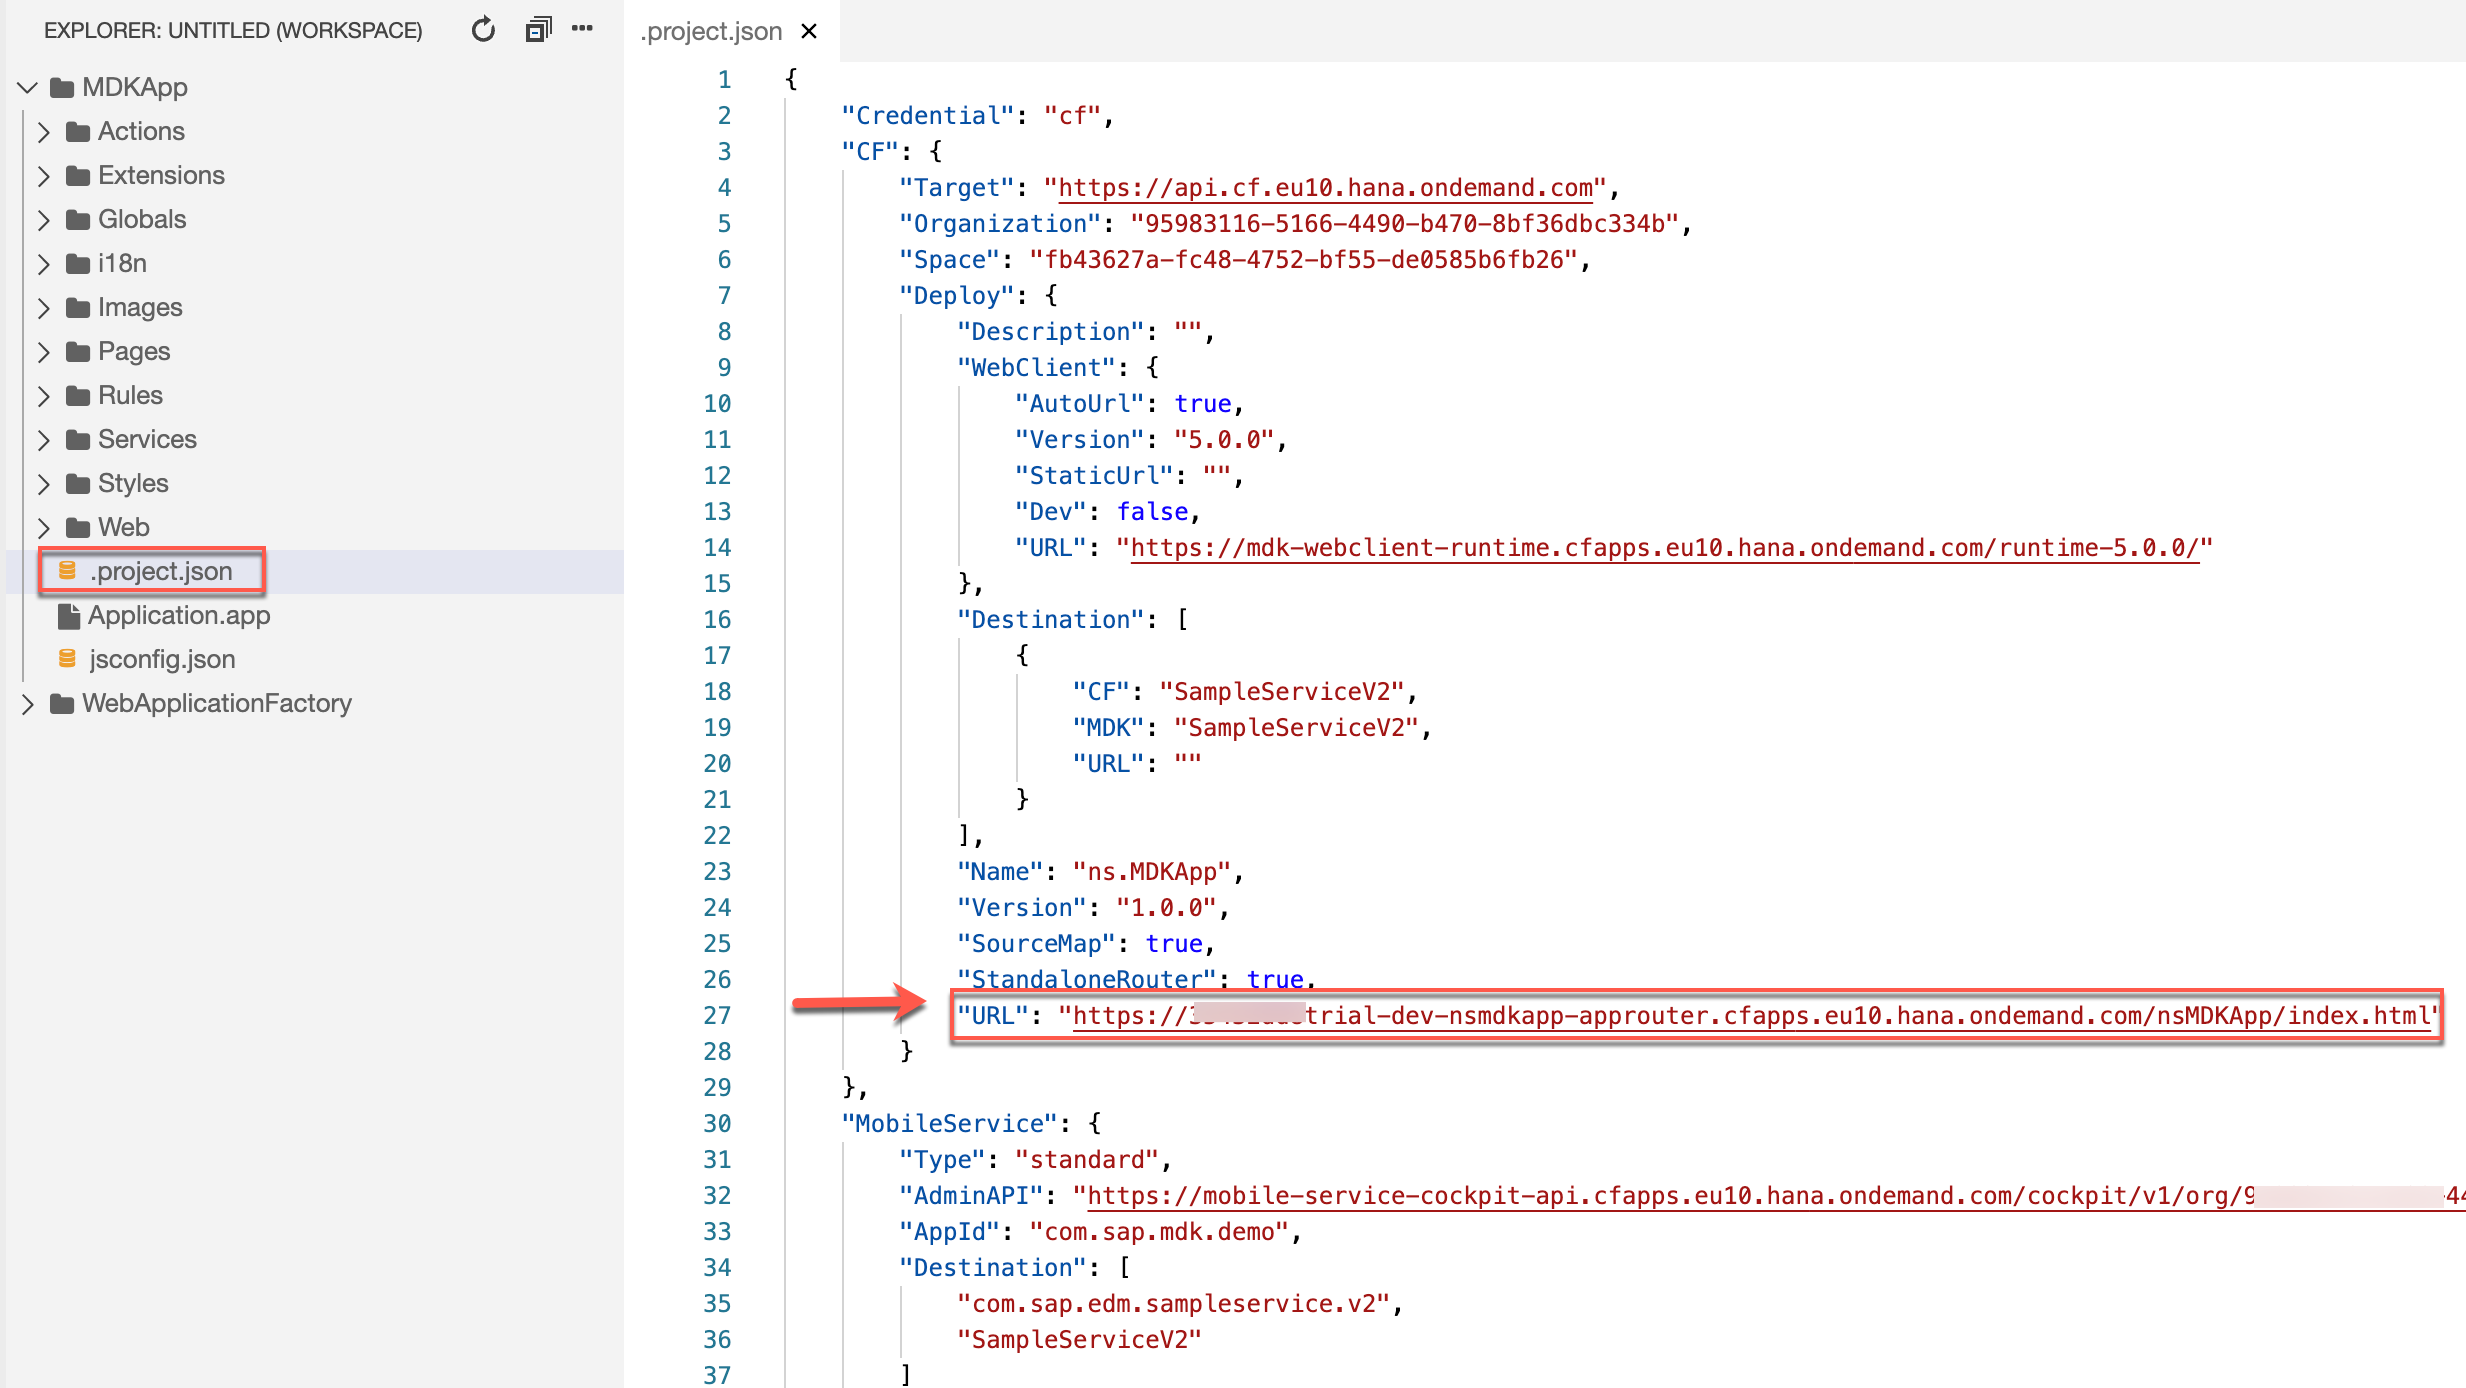 EXPLORER: UNTITLED (WORKSPACE)
MDKApp
Actions
Extensions
Globals
i18n
Images
Pages
Rules
Services
Styles
Web
.project.json
Application.app
jsconfig.json
WebApplicationFactory
.project.json
1 {
2 "Credential": "cf",
3 "CF": {
4 "Target": "https://api.cf.eu10.hana.ondemand.com",
5 "Organization": "95983116-5166-4490-b470-8bf36dbc334b",
6 "Space": "fb43627a-fc48-4752-bf55-de0585b6fb26",
7 "Deploy": {
8 "Description": "",
9 "WebClient": {
10 "AutoUrl": true,
11 "Version": "5.0.0",
12 "StaticUrl": "",
13 "Dev": false,
14 "URL": "https://mdk-webclient-runtime.cfapps.eu10.hana.ondemand.com/runtime-5.0.0/"
15 },
16 "Destination": [
17 {
18 "CF": "SampleServiceV2",
19 "MDK": "SampleServiceV2",
20 "URL": ""
21 }
22 ],
23 "Name": "ns.MDKApp",
24 "Version": "1.0.0",
25 "SourceMap": true,
26 "StandaloneRouter": true,
27 "URL": "https:// trial-dev-nsmdkapp-approuter.cfapps.eu10.hana.ondemand.com/nsMDKApp/index.html"
28 }
29 },
30 "MobileService": {
31 "Type": "standard",
32 "AdminAPI": "https://mobile-service-cockpit-api.cfapps.eu10.hana.ondemand.com/cockpit/v1/org/9 -44
33 "AppId": "com.sap.mdk.demo",
34 "Destination": [
35 "com.sap.edm.sampleservice.v2",
36 "SampleServiceV2"
37 ]